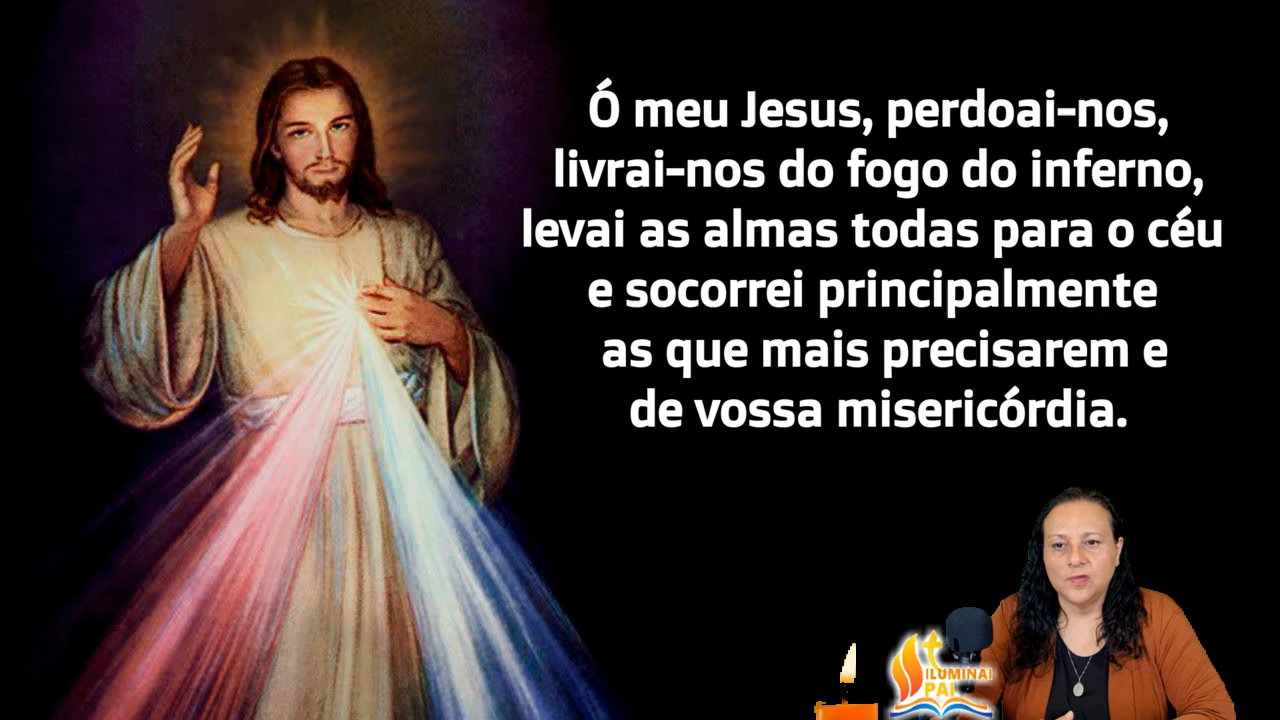 Ó meu Jesus, perdoai-nos,
livrai-nos do fogo do inferno,
levai as almas todas para o céu
e socorrei principalmente
as que mais precisarem e
de vossa misericórdia.
ILUMINAI
PAI